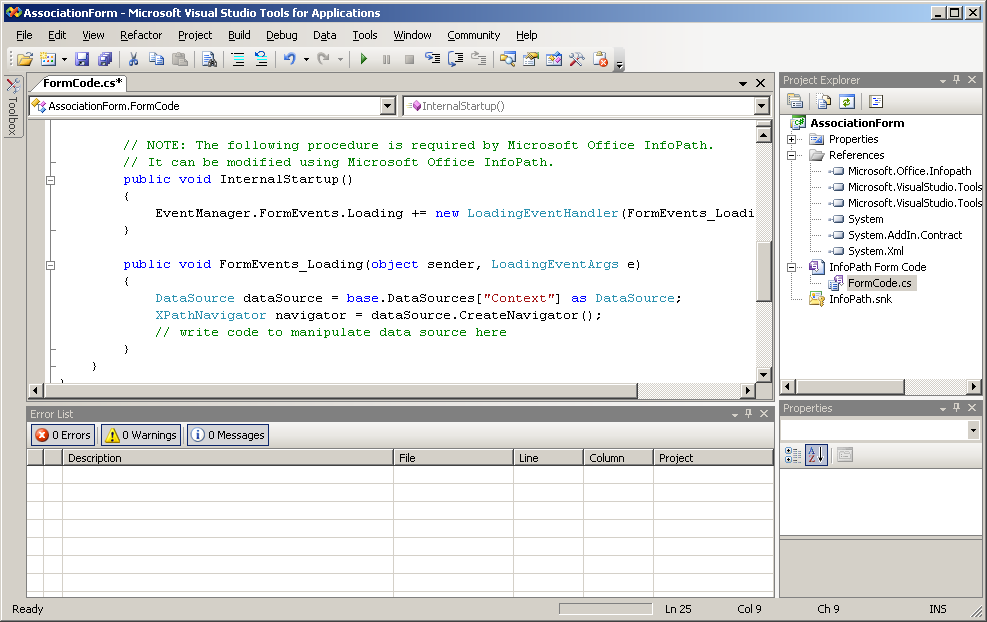 AssociationForm - Microsoft Visual Studio Tools for Applications
File Edit View Refactor Project Build Debug Data Tools Window Community Help
Toolbox
FormCode.cs*
AssociationForm.FormCode
InternalStartup()
// NOTE: The following procedure is required by Microsoft Office InfoPath.
// It can be modified using Microsoft Office InfoPath.
public void InternalStartup()
{
EventManager.FormEvents.Loading += new LoadingEventHandler(FormEvents_Loadi
}
public void FormEvents_Loading(object sender, LoadingEventArgs e)
{
DataSource dataSource = base.DataSources["Context"] as DataSource;
XPathNavigator navigator = dataSource.CreateNavigator();
// write code to manipulate data source here
}
}
Project Explorer
AssociationForm
Properties
References
Microsoft.Office.Infopath
Microsoft.VisualStudio.Tools
Microsoft.VisualStudio.Tools
System
System.AddIn.Contract
System.Xml
InfoPath Form Code
FormCode.cs
InfoPath.snk
Error List
0 Errors 0 Warnings 0 Messages
Description File Line Column Project
Properties
Ready Ln 25 Col 9 Ch 9 INS